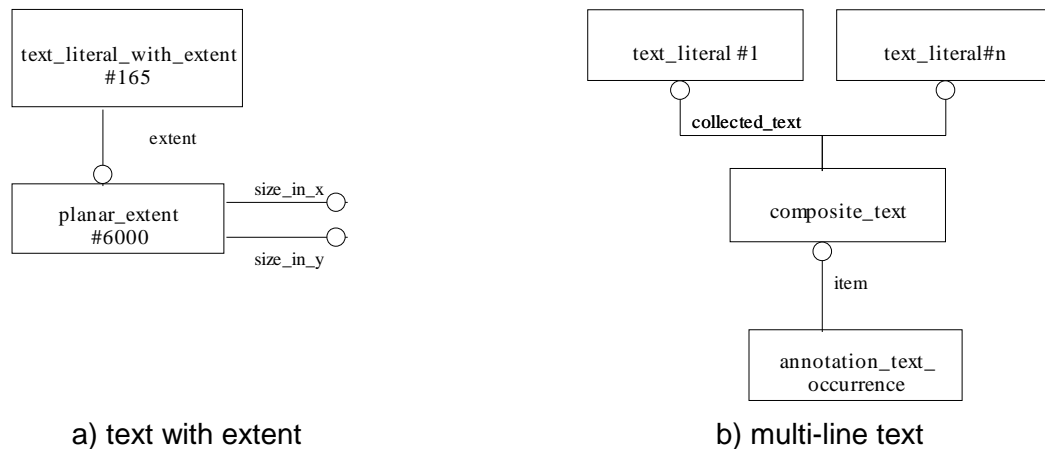 text_literal_with_extent
#165
extent
planar_extent
#6000
size_in_x
size_in_y
a) text with extent
text_literal #1
text_literal#n
collected_text
composite_text
item
annotation_text_
occurrence
b) multi-line text